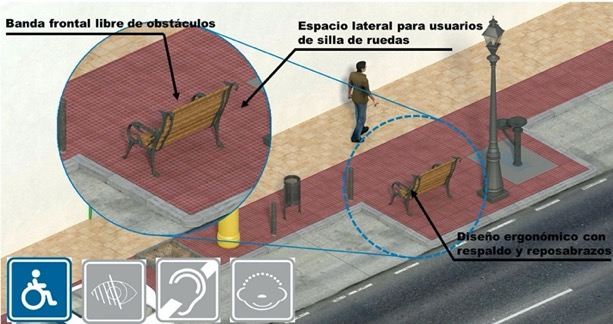 Banda frontal libre de obstáculos
Espacio lateral para usuarios
de silla de ruedas
Diseño ergonómico con
respaldo y reposabrazos